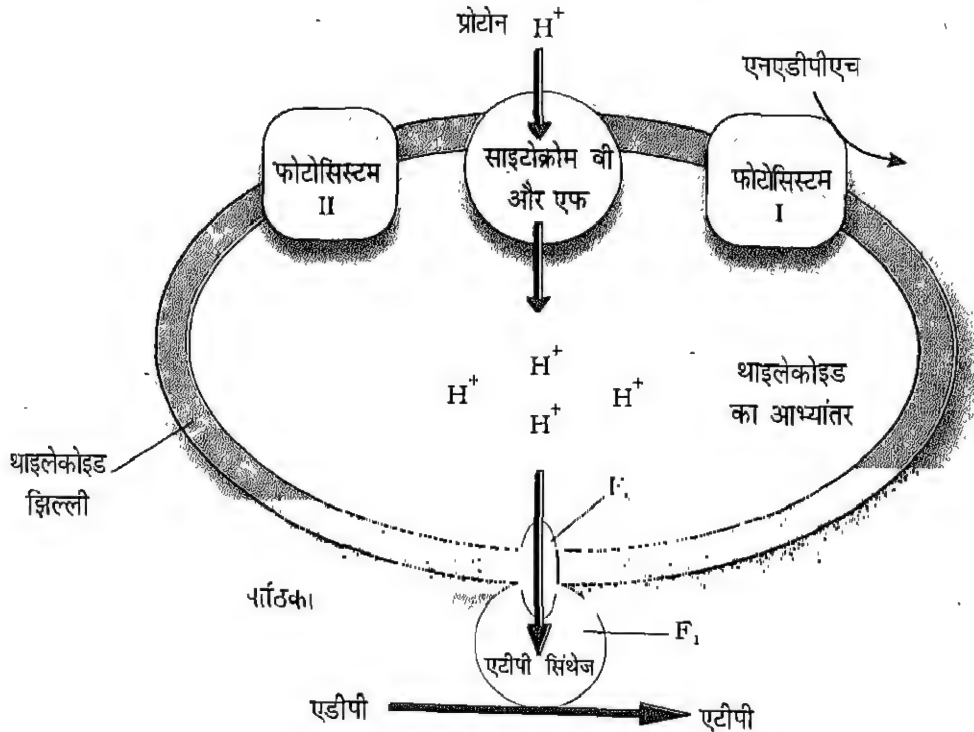 प्रोटोन H⁺
एनएडीपीएच
फोटोसिस्टम
II
साइटोक्रोम वी
और एफ
फोटोसिस्टम
I
H⁺
H⁺
H⁺
H⁺
थाइलेकोइड
का आभ्यांतर
थाइलेकोइड
झिल्ली
F₁
एटीपी सिंथेज
एडीपी
एटीपी